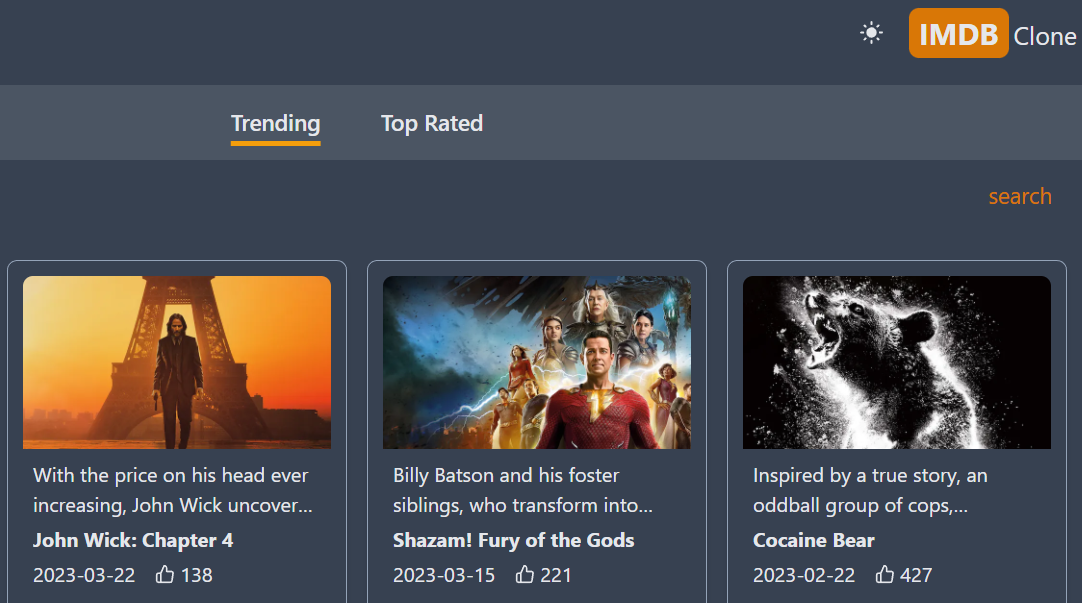 IMDB Clone
Trending Top Rated
search
With the price on his head ever
increasing, John Wick uncover...
John Wick: Chapter 4
2023-03-22 138
Billy Batson and his foster
siblings, who transform into...
Shazam! Fury of the Gods
2023-03-15 221
Inspired by a true story, an
oddball group of cops,...
Cocaine Bear
2023-02-22 427